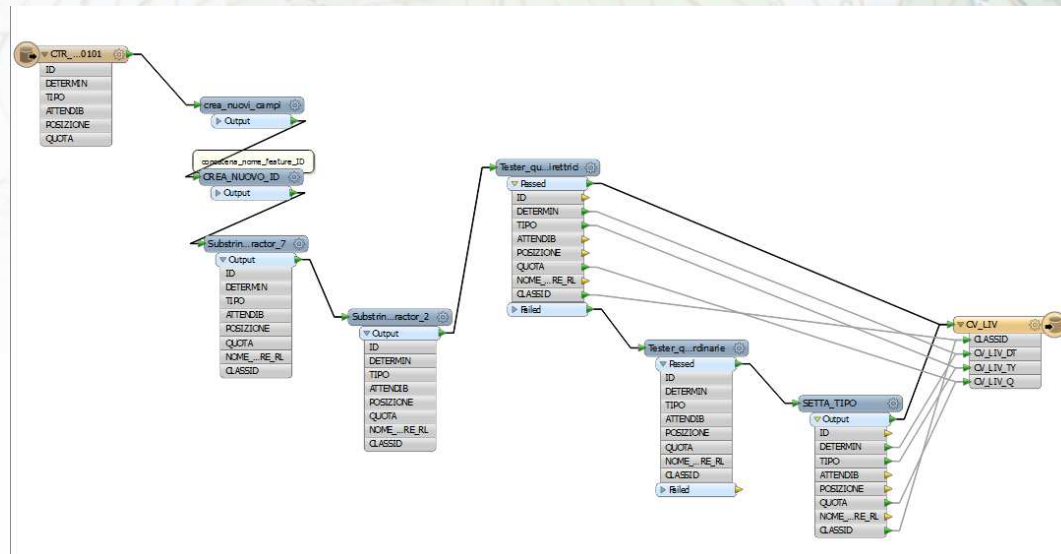 CTR_...0101
ID
DETERMIN
TIPO
ATTENDIB
POSIZIONE
QUOTA
crea_nuovi_campi
Output
concatena_nome_feature_ID
CREA_NUOVO_ID
Output
Substrin...ractor_7
Output
ID
DETERMIN
TIPO
ATTENDIB
POSIZIONE
QUOTA
NOME_...RE_RL
CLASSID
Substrin...ractor_2
Output
ID
DETERMIN
TIPO
ATTENDIB
POSIZIONE
QUOTA
NOME_...RE_RL
CLASSID
Tester_qu...irettrici
Passed
ID
DETERMIN
TIPO
ATTENDIB
POSIZIONE
QUOTA
NOME_...RE_RL
CLASSID
Failed
Tester_q...rdinarie
Passed
ID
DETERMIN
TIPO
ATTENDIB
POSIZIONE
QUOTA
NOME_...RE_RL
CLASSID
Failed
SETTA_TIPO
Output
ID
DETERMIN
TIPO
ATTENDIB
POSIZIONE
QUOTA
NOME_...RE_RL
CLASSID
CV_LIV
CLASSID
CV_LIV_DT
CV_LIV_TY
CV_LIV_Q